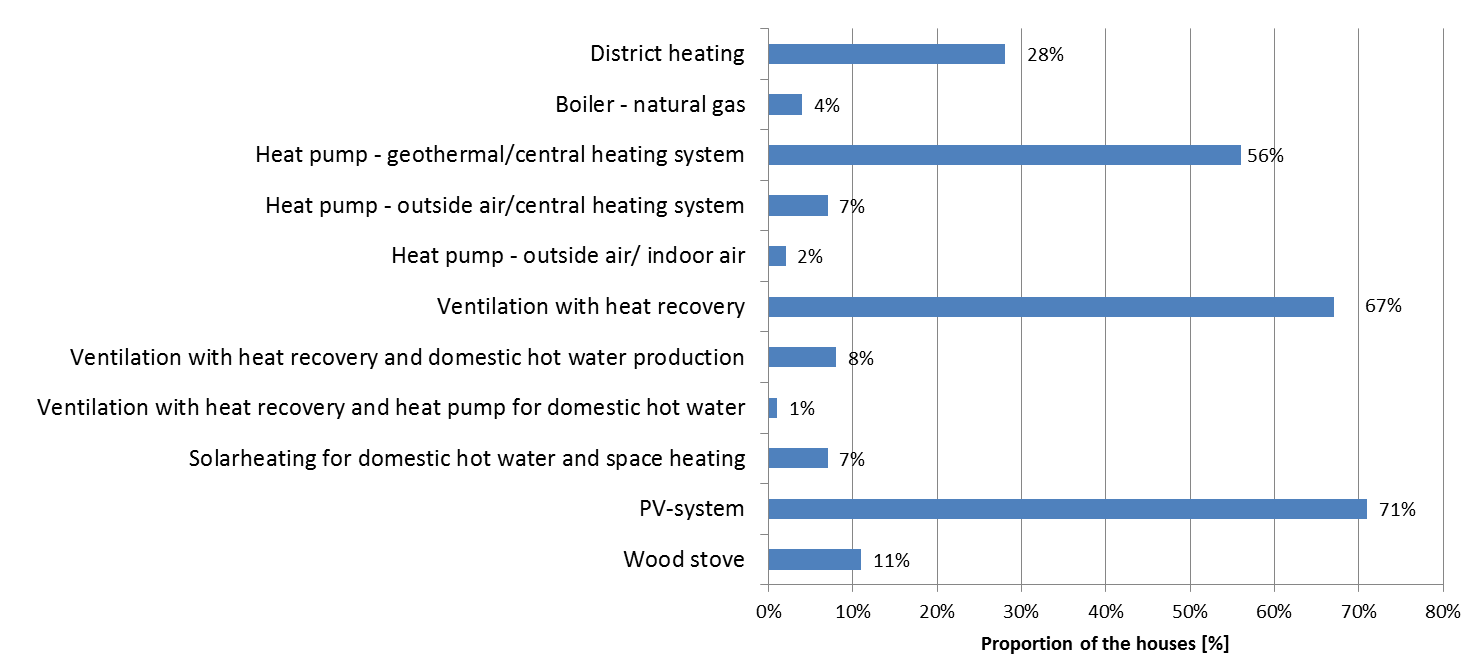 District heating 28%
Boiler - natural gas 4%
Heat pump - geothermal/central heating system 56%
Heat pump - outside air/central heating system 7%
Heat pump - outside air/ indoor air 2%
Ventilation with heat recovery 67%
Ventilation with heat recovery and domestic hot water production 8%
Ventilation with heat recovery and heat pump for domestic hot water 1%
Solarheating for domestic hot water and space heating 7%
PV-system 71%
Wood stove 11%
0% 10% 20% 30% 40% 50% 60% 70% 80%
Proportion of the houses [%]